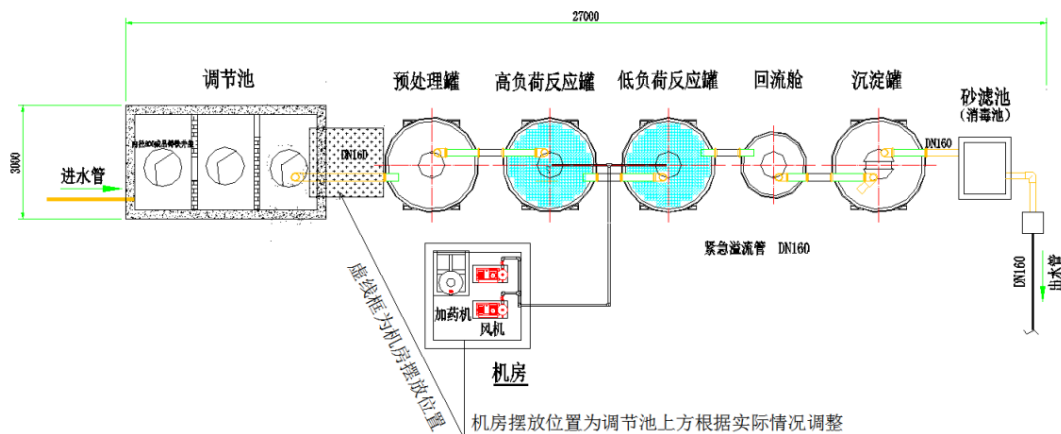 27000
调节池
预处理罐
高负荷反应罐
低负荷反应罐
回流舱
沉淀罐
砂滤池
(消毒池)
3000
进水管
DN160
DN160
紧急溢流管 DN160
DN160
出水管
加药机
风机
机房
虚线框为机房摆放位置
机房摆放位置为调节池上方根据实际情况调整